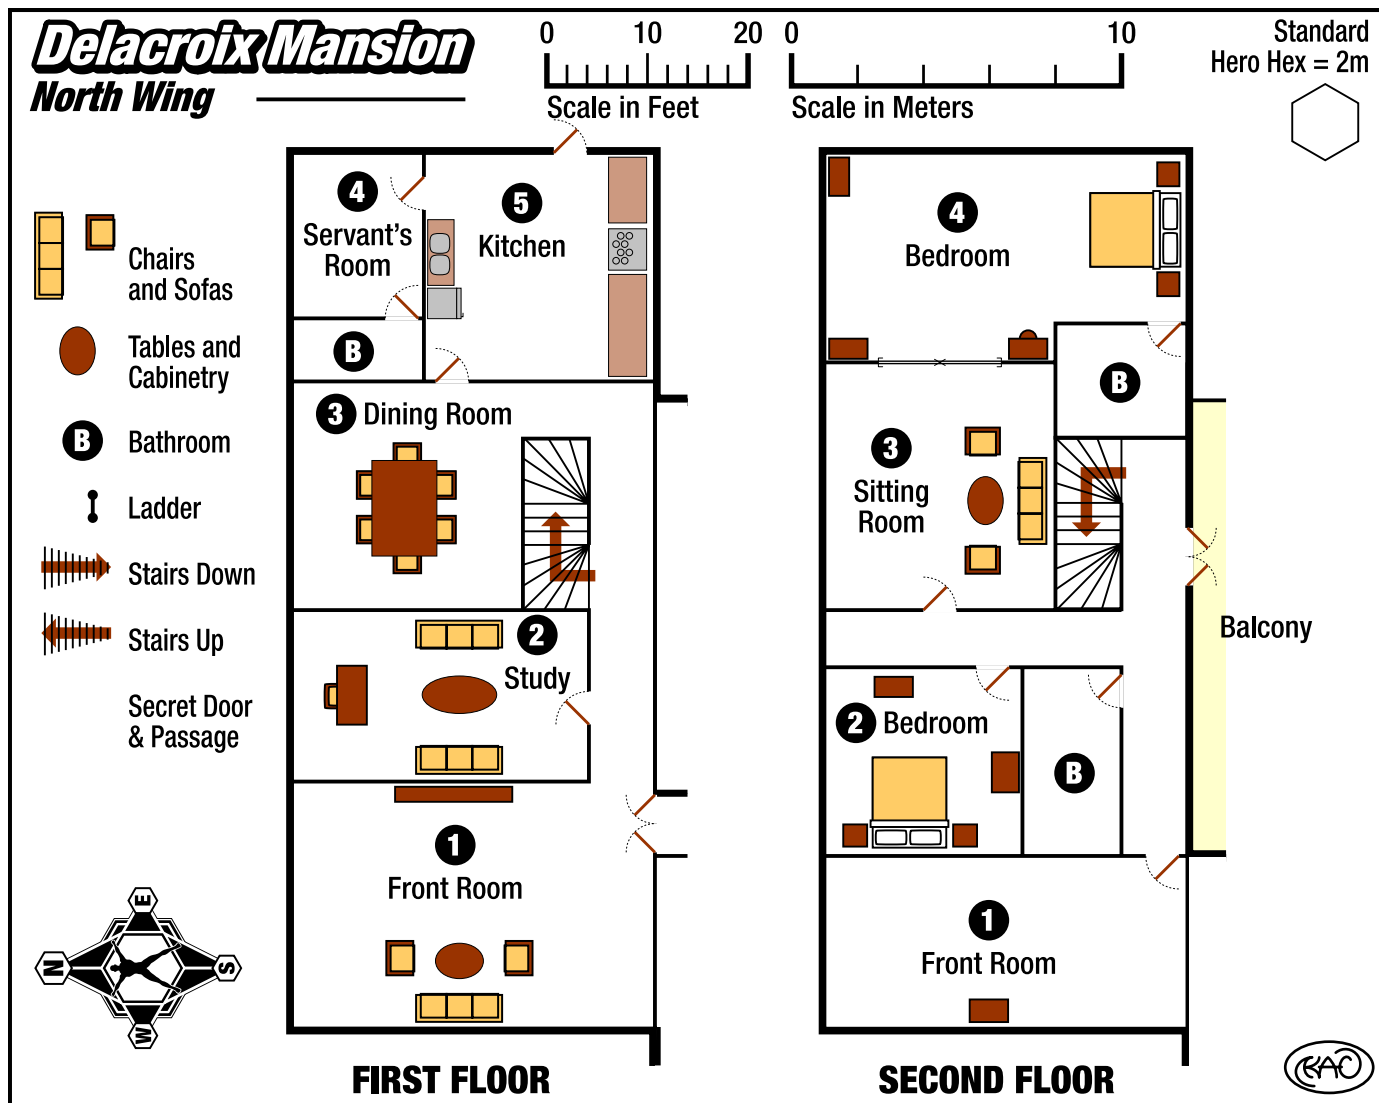 Delacroix Mansion
North Wing
0 10 20
Scale in Feet
0 10
Scale in Meters
Standard
Hero Hex = 2m
Chairs
and Sofas
Tables and
Cabinetry
B
Bathroom
Ladder
Stairs Down
Stairs Up
Secret Door
& Passage
N
E
S
W
4
Servant's
Room
5
Kitchen
B
3 Dining Room
2
Study
1
Front Room
FIRST FLOOR
4
Bedroom
B
3
Sitting
Room
Balcony
2 Bedroom
B
1
Front Room
SECOND FLOOR
KAC